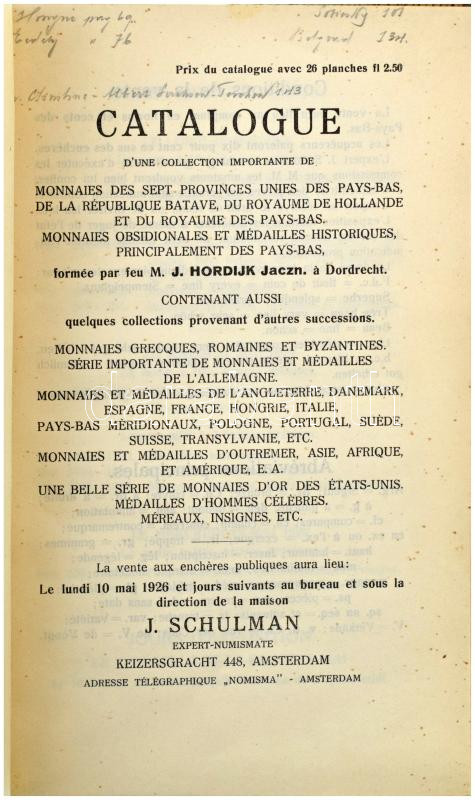 "Hongrie pag 69
" 76
101
Belgrad 134.
Prix du catalogue avec 26 planches fl 2.50
CATALOGUE
D'UNE COLLECTION IMPORTANTE DE
MONNAIES DES SEPT PROVINCES UNIES DES PAYS-BAS,
DE LA RÉPUBLIQUE BATAVE, DU ROYAUME DE HOLLANDE
ET DU ROYAUME DES PAYS-BAS.
MONNAIES OBSIDIONALES ET MÉDAILLES HISTORIQUES,
PRINCIPALEMENT DES PAYS-BAS,
formée par feu M. J. HORDIJK Jaczn. à Dordrecht.
CONTENANT AUSSI
quelques collections provenant d'autres successions.
MONNAIES GRECQUES, ROMAINES ET BYZANTINES.
SÉRIE IMPORTANTE DE MONNAIES ET MÉDAILLES
DE L'ALLEMAGNE.
MONNAIES ET MÉDAILLES DE L'ANGLETERRE, DANEMARK,
ESPAGNE, FRANCE, HONGRIE, ITALIE,
PAYS-BAS MÉRIDIONAUX, POLOGNE, PORTUGAL, SUÈDE,
SUISSE, TRANSYLVANIE, ETC.
MONNAIES ET MÉDAILLES D'OUTREMER, ASIE, AFRIQUE,
ET AMÉRIQUE, E. A.
UNE BELLE SÉRIE DE MONNAIES D'OR DES ÉTATS-UNIS.
MÉDAILLES D'HOMMES CÉLÈBRES.
MÉREAUX, INSIGNES, ETC.
La vente aux enchères publiques aura lieu:
Le lundi 10 mai 1926 et jours suivants au bureau et sous la
direction de la maison
J. SCHULMAN
EXPERT-NUMISMATE
KEIZERSGRACHT 448, AMSTERDAM
ADRESSE TÉLÉGRAPHIQUE „NOMISMA" - AMSTERDAM